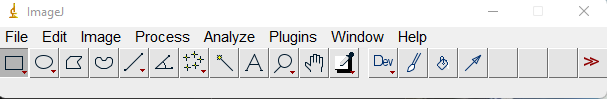 ImageJ
File Edit Image Process Analyze Plugins Window Help
A Dev >>